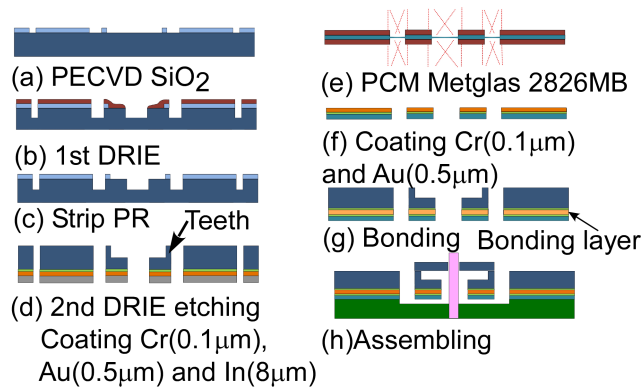 (a) PECVD SiO2
(b) 1st DRIE
(c) Strip PR
Teeth
(d) 2nd DRIE etching
Coating Cr(0.1µm),
Au(0.5µm) and In(8µm)
(e) PCM Metglas 2826MB
(f) Coating Cr(0.1µm)
and Au(0.5µm)
(g) Bonding
Bonding layer
(h)Assembling